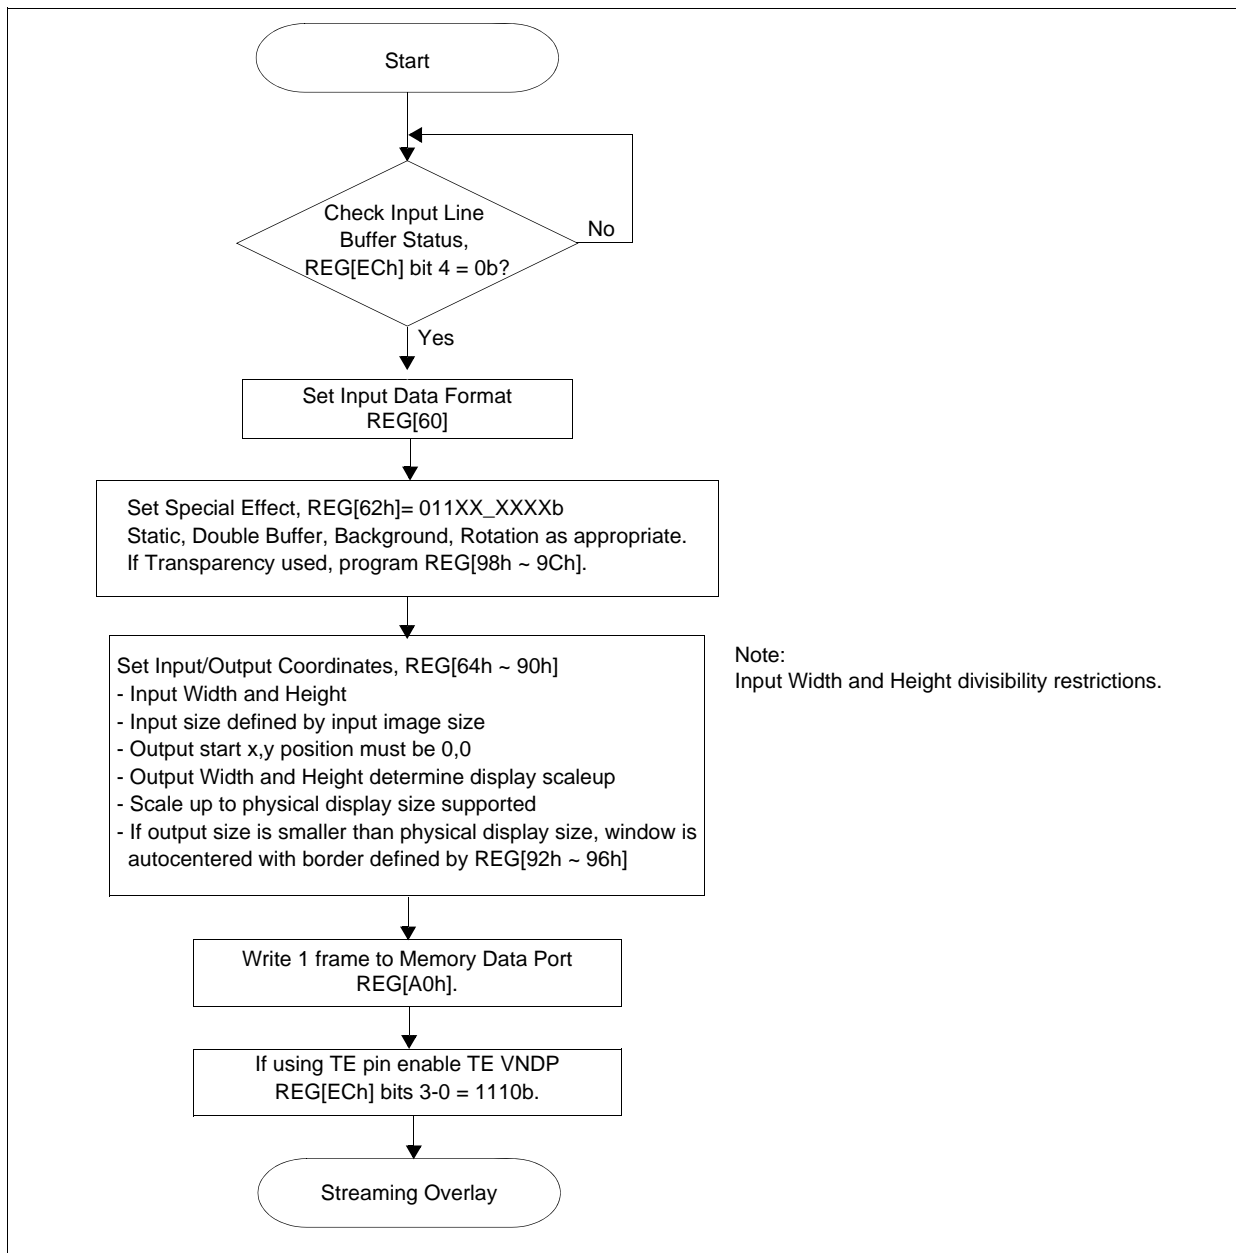 Start
Check Input Line
Buffer Status,
REG[ECh] bit 4 = 0b?
No
Yes
Set Input Data Format
REG[60]
Set Special Effect, REG[62h]= 011XX_XXXXb
Static, Double Buffer, Background, Rotation as appropriate.
If Transparency used, program REG[98h ~ 9Ch].
Set Input/Output Coordinates, REG[64h ~ 90h]
- Input Width and Height
- Input size defined by input image size
- Output start x,y position must be 0,0
- Output Width and Height determine display scaleup
- Scale up to physical display size supported
- If output size is smaller than physical display size, window is
autocentered with border defined by REG[92h ~ 96h]
Note:
Input Width and Height divisibility restrictions.
Write 1 frame to Memory Data Port
REG[A0h].
If using TE pin enable TE VNDP
REG[ECh] bits 3-0 = 1110b.
Streaming Overlay